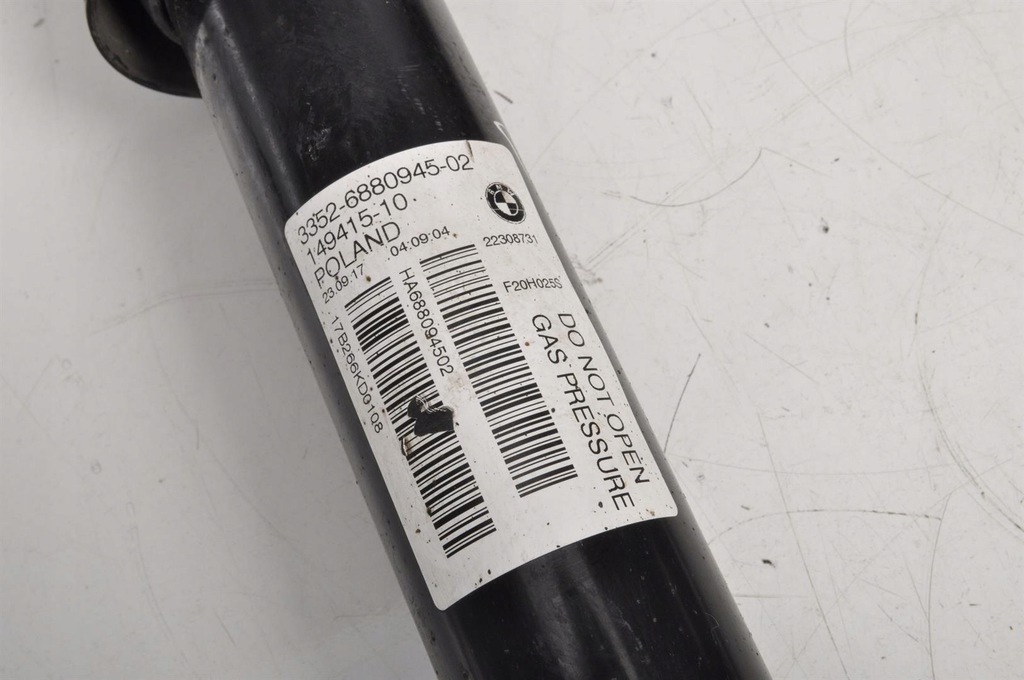 3352-6880945-02
149415-10
POLAND
23.09.17 04:09:04
22308731
F20H025S
HA688094502
17B266KD0108
DO NOT OPEN
GAS PRESSURE